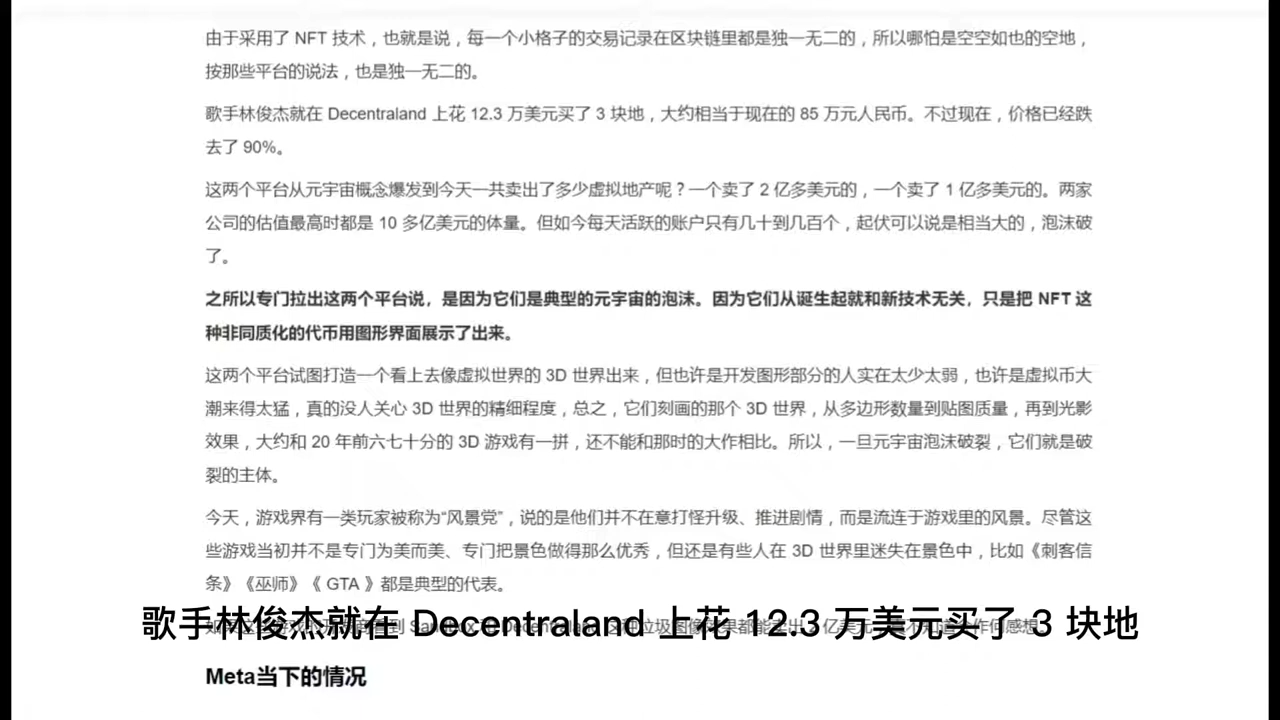 由于采用了 NFT 技术，也就是说，每一个小格子的交易记录在区块链里都是独一无二的，所以哪怕是空空如也的空地，
按那些平台的说法，也是独一无二的。
歌手林俊杰就在 Decentraland 上花 12.3 万美元买了 3 块地，大约相当于现在的 85 万元人民币。不过现在，价格已经跌
去了 90%。
这两个平台从元宇宙概念爆发到今天一共卖出了多少虚拟地产呢？一个卖了 2 亿多美元的，一个卖了 1 亿多美元的。两家
公司的估值最高时都是 10 多亿美元的体量。但如今每天活跃的账户只有几十到几百个，起伏可以说是相当大的，泡沫破
了。
之所以专门拉出这两个平台说，是因为它们是典型的元宇宙的泡沫。因为它们从诞生起就和新技术无关，只是把 NFT 这
种非同质化的代币用图形界面展示了出来。
这两个平台试图打造一个看上去像虚拟世界的 3D 世界出来，但也许是开发图形部分的人实在太少太弱，也许是虚拟币大
潮来得太猛，真的没人关心 3D 世界的精细程度，总之，它们刻画的那个 3D 世界，从多边形数量到贴图质量，再到光影
效果，大约和 20 年前六七十分的 3D 游戏有一拼，还不能和那时的大作相比。所以，一旦元宇宙泡沫破裂，它们就是破
裂的主体。
今天，游戏界有一类玩家被称为“风景党”，说的是他们并不在意打怪升级、推进剧情，而是流连于游戏里的风景。尽管这
些游戏当初并不是专门为美而美、专门把景色做得那么优秀，但还是有些人在 3D 世界里迷失在景色中，比如《刺客信
条》《巫师》《 GTA 》都是典型的代表。
歌手林俊杰就在 Decentraland 上花 12.3 万美元买了 3 块地
Meta当下的情况